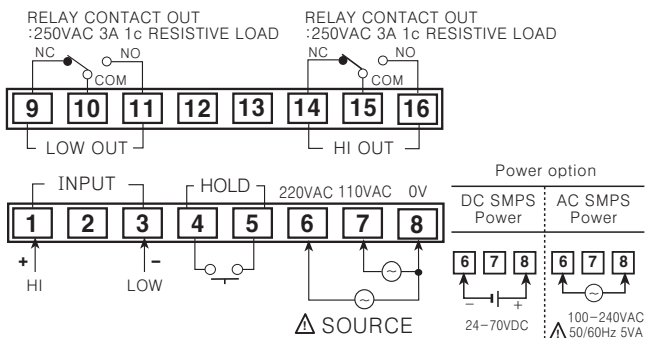 RELAY CONTACT OUT
:250VAC 3A 1c RESISTIVE LOAD
RELAY CONTACT OUT
:250VAC 3A 1c RESISTIVE LOAD
NC NO
COM
NC NO
COM
9 10 11 12 13 14 15 16
LOW OUT
HI OUT
INPUT
HOLD
220VAC 110VAC 0V
1 2 3 4 5 6 7 8
+
HI
−
LOW
~
~
⚠ SOURCE
Power option
DC SMPS
Power
AC SMPS
Power
6 7 8
6 7 8
− +
~
24-70VDC
100-240VAC
⚠ 50/60Hz 5VA